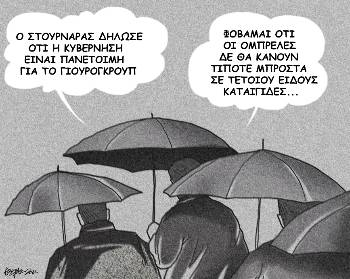 Ο ΣΤΟΥΡΝΑΡΑΣ ΔΗΛΩΣΕ
ΟΤΙ Η ΚΥΒΕΡΝΗΣΗ
ΕΙΝΑΙ ΠΑΝΕΤΟΙΜΗ
ΓΙΑ ΤΟ ΓΙΟΥΡΟΓΚΡΟΥΠ
ΦΟΒΑΜΑΙ ΟΤΙ
ΟΙ ΟΜΠΡΕΛΕΣ
ΔΕ ΘΑ ΚΑΝΟΥΝ
ΤΙΠΟΤΕ ΜΠΡΟΣΤΑ
ΣΕ ΤΕΤΟΙΟΥ ΕΙΔΟΥΣ
ΚΑΤΑΙΓΙΔΕΣ...